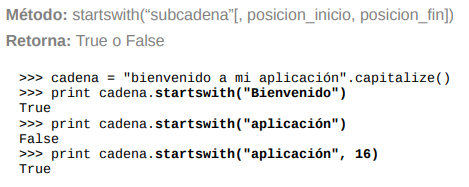 Método: startswith(“subcadena”[, posicion_inicio, posicion_fin])
Retorna: True o False
>>> cadena = "bienvenido a mi aplicación".capitalize()
>>> print cadena.startswith("Bienvenido")
True
>>> print cadena.startswith("aplicación")
False
>>> print cadena.startswith("aplicación", 16)
True